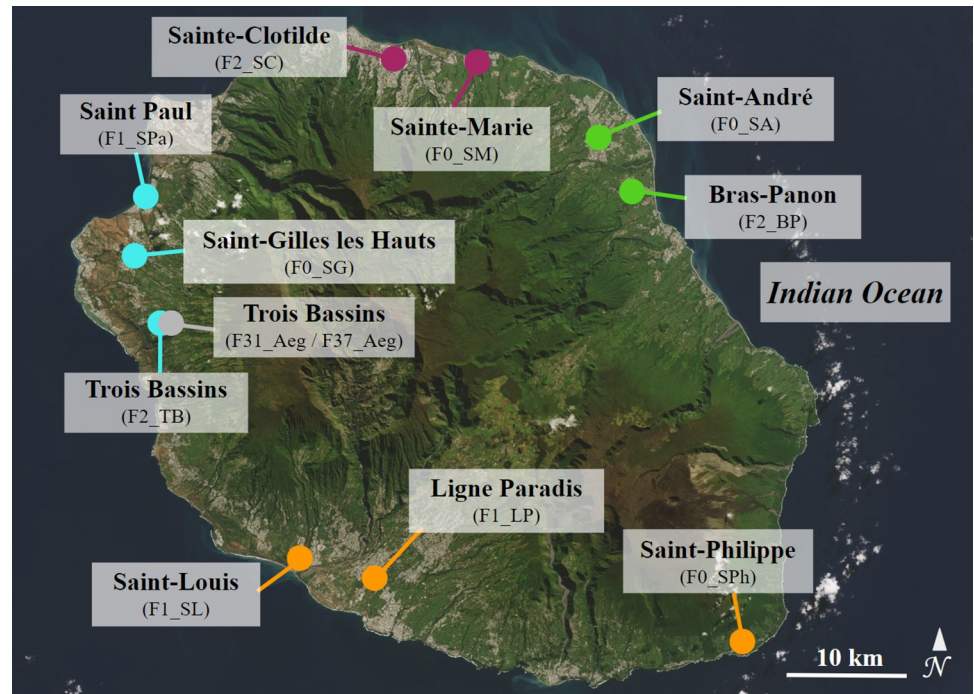 Sainte-Clotilde
(F2_SC)
Saint Paul
(F1_SPa)
Sainte-Marie
(F0_SM)
Saint-André
(F0_SA)
Bras-Panon
(F2_BP)
Saint-Gilles les Hauts
(F0_SG)
Indian Ocean
Trois Bassins
(F31_Aeg / F37_Aeg)
Trois Bassins
(F2_TB)
Ligne Paradis
(F1_LP)
Saint-Philippe
(F0_SPh)
Saint-Louis
(F1_SL)
10 km
N